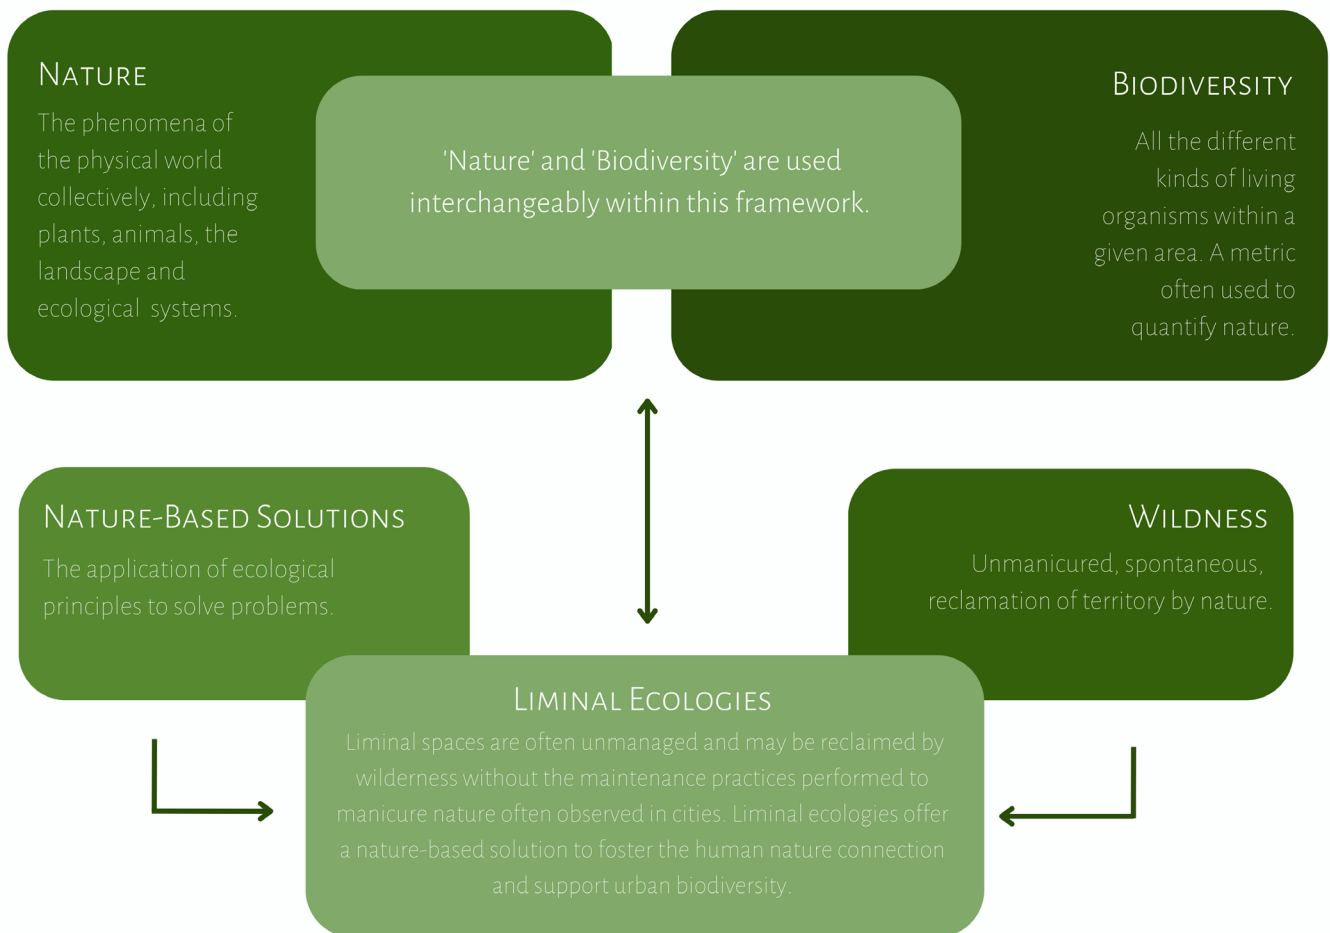 Nature
The phenomena of
the physical world
collectively, including
plants, animals, the
landscape and
ecological systems.
'Nature' and 'Biodiversity' are used
interchangeably within this framework.
Biodiversity
All the different
kinds of living
organisms within a
given area. A metric
often used to
quantify nature.
Nature-Based Solutions
The application of ecological
principles to solve problems.
Wildness
Unmanicured, spontaneous,
reclamation of territory by nature.
Liminal Ecologies
Liminal spaces are often unmanaged and may be reclaimed by
wilderness without the maintenance practices performed to
manicure nature often observed in cities. Liminal ecologies offer
a nature-based solution to foster the human nature connection
and support urban biodiversity.